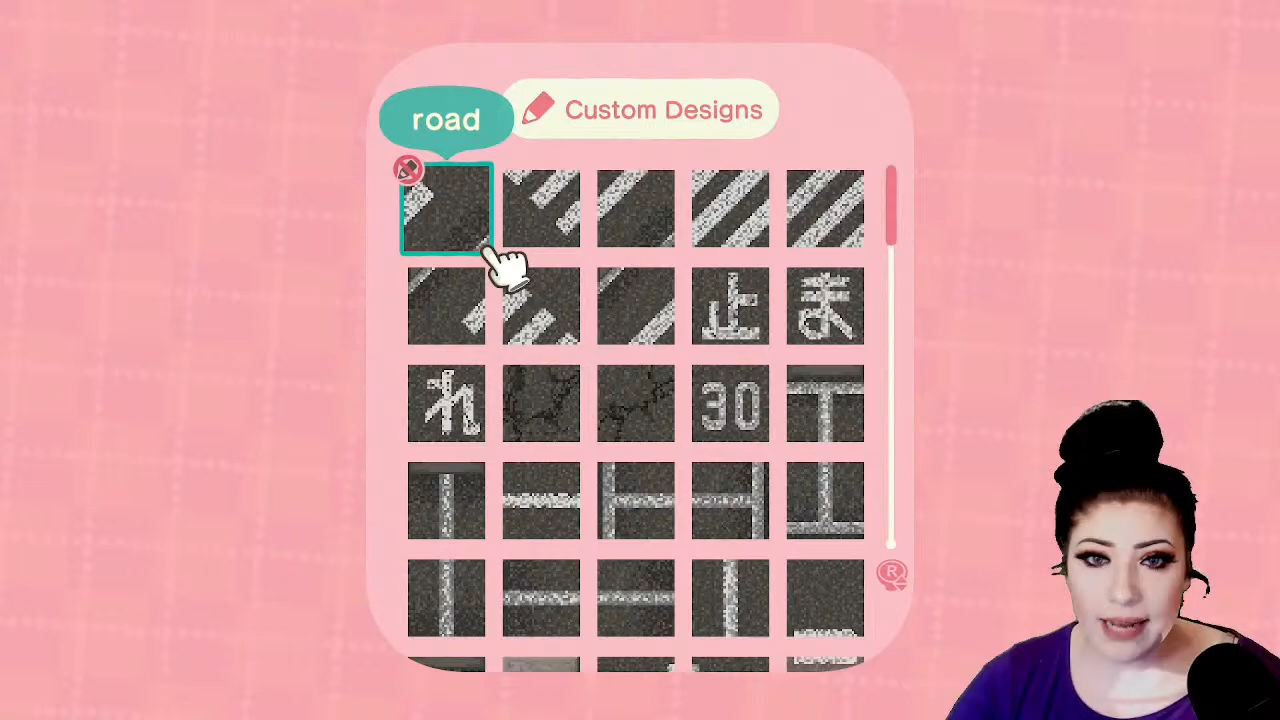 road
Custom Designs
止
ま
れ
30
R